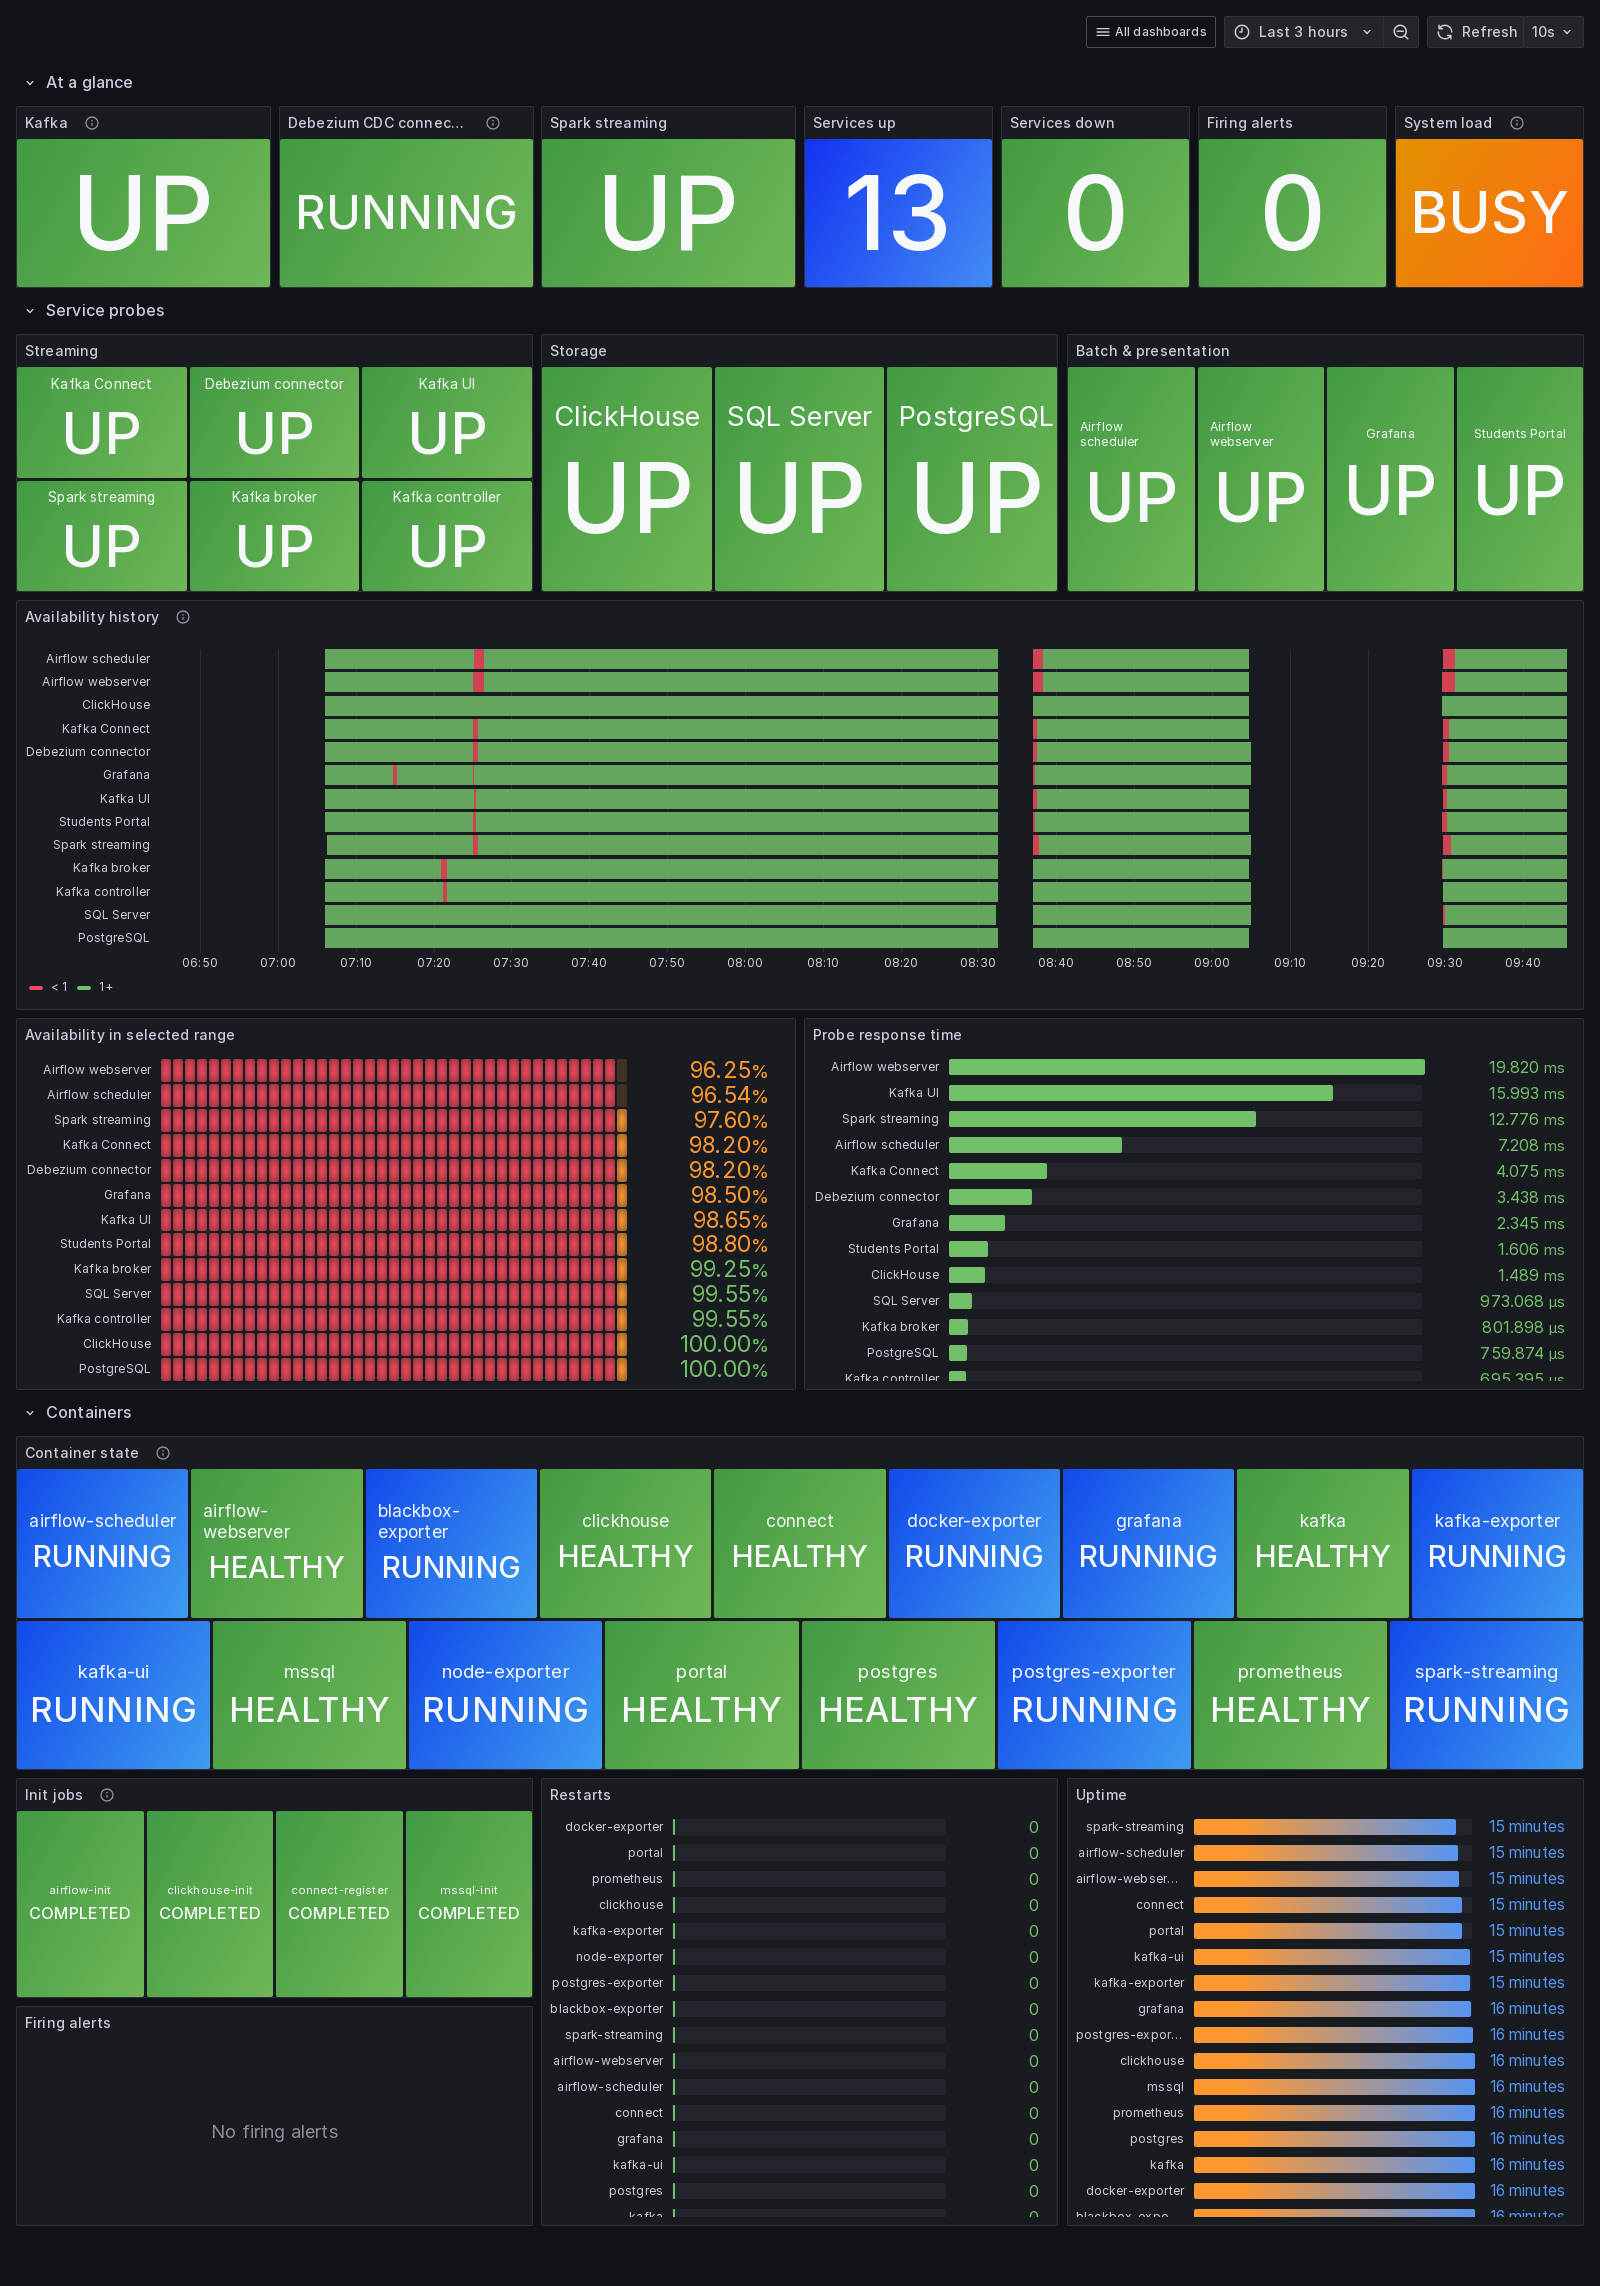 All dashboards
Last 3 hours
Refresh
10s
At a glance
Kafka
Debezium CDC connec...
Spark streaming
Services up
Services down
Firing alerts
System load
UP
RUNNING
UP
13
0
0
BUSY
Service probes
Streaming
Storage
Batch & presentation
Kafka Connect
UP
Debezium connector
UP
Kafka UI
UP
Spark streaming
UP
Kafka broker
UP
Kafka controller
UP
ClickHouse
UP
SQL Server
UP
PostgreSQL
UP
Airflow
scheduler
UP
Airflow
webserver
UP
Grafana
UP
Students Portal
UP
Availability history
Airflow scheduler
Airflow webserver
ClickHouse
Kafka Connect
Debezium connector
Grafana
Kafka UI
Students Portal
Spark streaming
Kafka broker
Kafka controller
SQL Server
PostgreSQL
06:50 07:00 07:10 07:20 07:30 07:40 07:50 08:00 08:10 08:20 08:30 08:40 08:50 09:00 09:10 09:20 09:30 09:40
< 1 1+
Availability in selected range
Airflow webserver 96.25%
Airflow scheduler 96.54%
Spark streaming 97.60%
Kafka Connect 98.20%
Debezium connector 98.20%
Grafana 98.50%
Kafka UI 98.65%
Students Portal 98.80%
Kafka broker 99.25%
SQL Server 99.55%
Kafka controller 99.55%
ClickHouse 100.00%
PostgreSQL 100.00%
Probe response time
Airflow webserver 19.820 ms
Kafka UI 15.993 ms
Spark streaming 12.776 ms
Airflow scheduler 7.208 ms
Kafka Connect 4.075 ms
Debezium connector 3.438 ms
Grafana 2.345 ms
Students Portal 1.606 ms
ClickHouse 1.489 ms
SQL Server 973.068 µs
Kafka broker 801.898 µs
PostgreSQL 759.874 µs
Kafka controller 695.395 µs
Containers
Container state
airflow-scheduler
RUNNING
airflow-
webserver
HEALTHY
blackbox-
exporter
RUNNING
clickhouse
HEALTHY
connect
HEALTHY
docker-exporter
RUNNING
grafana
RUNNING
kafka
HEALTHY
kafka-exporter
RUNNING
kafka-ui
RUNNING
mssql
HEALTHY
node-exporter
RUNNING
portal
HEALTHY
postgres
HEALTHY
postgres-exporter
RUNNING
prometheus
HEALTHY
spark-streaming
RUNNING
Init jobs
airflow-init
COMPLETED
clickhouse-init
COMPLETED
connect-register
COMPLETED
mssql-init
COMPLETED
Firing alerts
No firing alerts
Restarts
docker-exporter 0
portal 0
prometheus 0
clickhouse 0
kafka-exporter 0
node-exporter 0
postgres-exporter 0
blackbox-exporter 0
spark-streaming 0
airflow-webserver 0
airflow-scheduler 0
connect 0
grafana 0
kafka-ui 0
postgres 0
kafka 0
Uptime
spark-streaming 15 minutes
airflow-scheduler 15 minutes
airflow-webser... 15 minutes
connect 15 minutes
portal 15 minutes
kafka-ui 15 minutes
kafka-exporter 15 minutes
grafana 16 minutes
postgres-expor... 16 minutes
clickhouse 16 minutes
mssql 16 minutes
prometheus 16 minutes
postgres 16 minutes
kafka 16 minutes
docker-exporter 16 minutes
blackbox-expo... 16 minutes